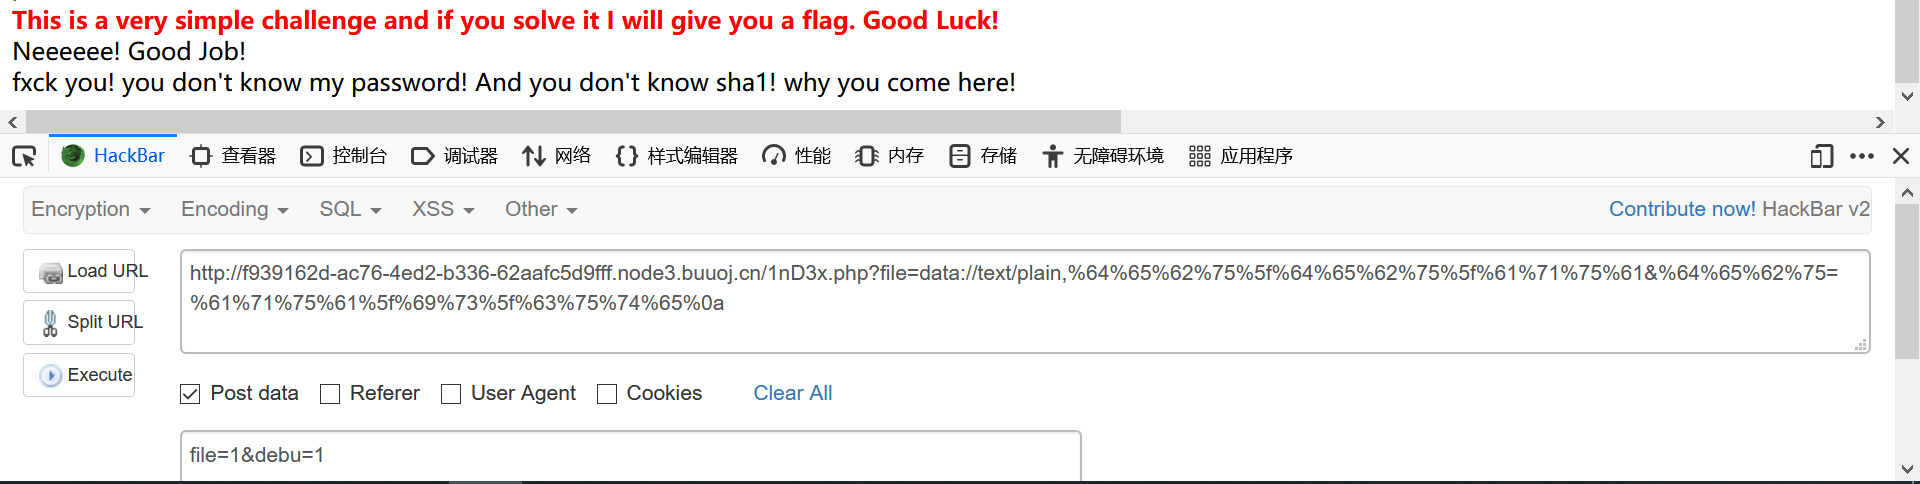 This is a very simple challenge and if you solve it I will give you a flag. Good Luck!
Neeeeee! Good Job!
fxck you! you don't know my password! And you don't know sha1! why you come here!
HackBar 查看器 控制台 调试器 网络 样式编辑器 性能 内存 存储 无障碍环境 应用程序
Encryption Encoding SQL XSS Other Contribute now! HackBar v2
Load URL
http://f939162d-ac76-4ed2-b336-62aafc5d9fff.node3.buuoj.cn/1nD3x.php?file=data://text/plain,%64%65%62%75%5f%64%65%62%75%5f%61%71%75%61&%64%65%62%75=
%61%71%75%61%5f%69%73%5f%63%75%74%65%0a
Split URL
Execute
Post data Referer User Agent Cookies Clear All
file=1&debu=1